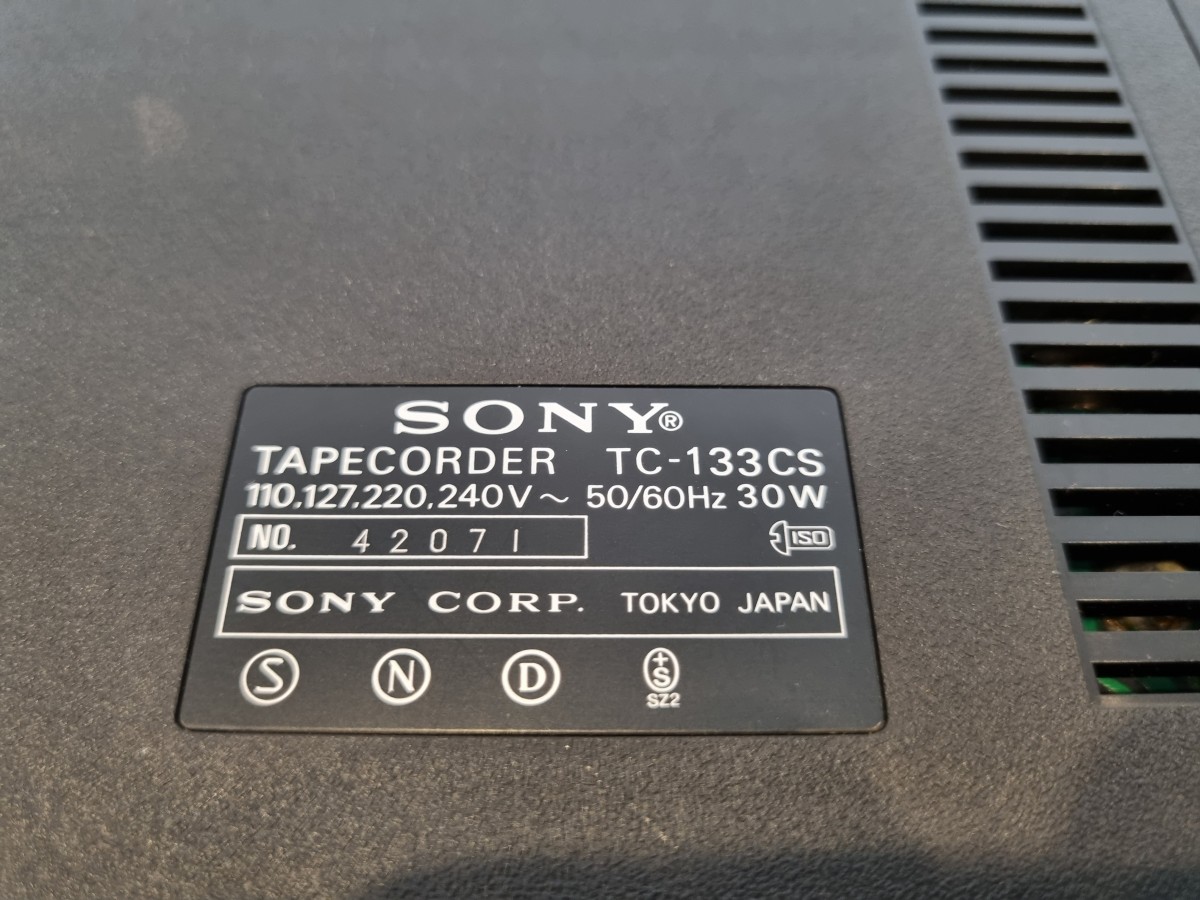 SONY®
TAPECORDER TC-133CS
110.127.220.240V~ 50/60Hz 30W
NO. 42071
ISO
SONY CORP. TOKYO JAPAN
S N D +S
SZ2